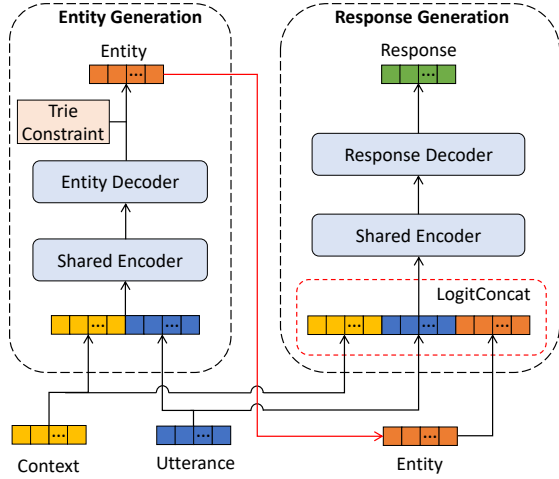 Entity Generation
Entity
...
Trie
Constraint
Entity Decoder
Shared Encoder
... ...
Response Generation
Response
...
Response Decoder
Shared Encoder
LogitConcat
... ... ...
...
Context
...
Utterance
...
Entity